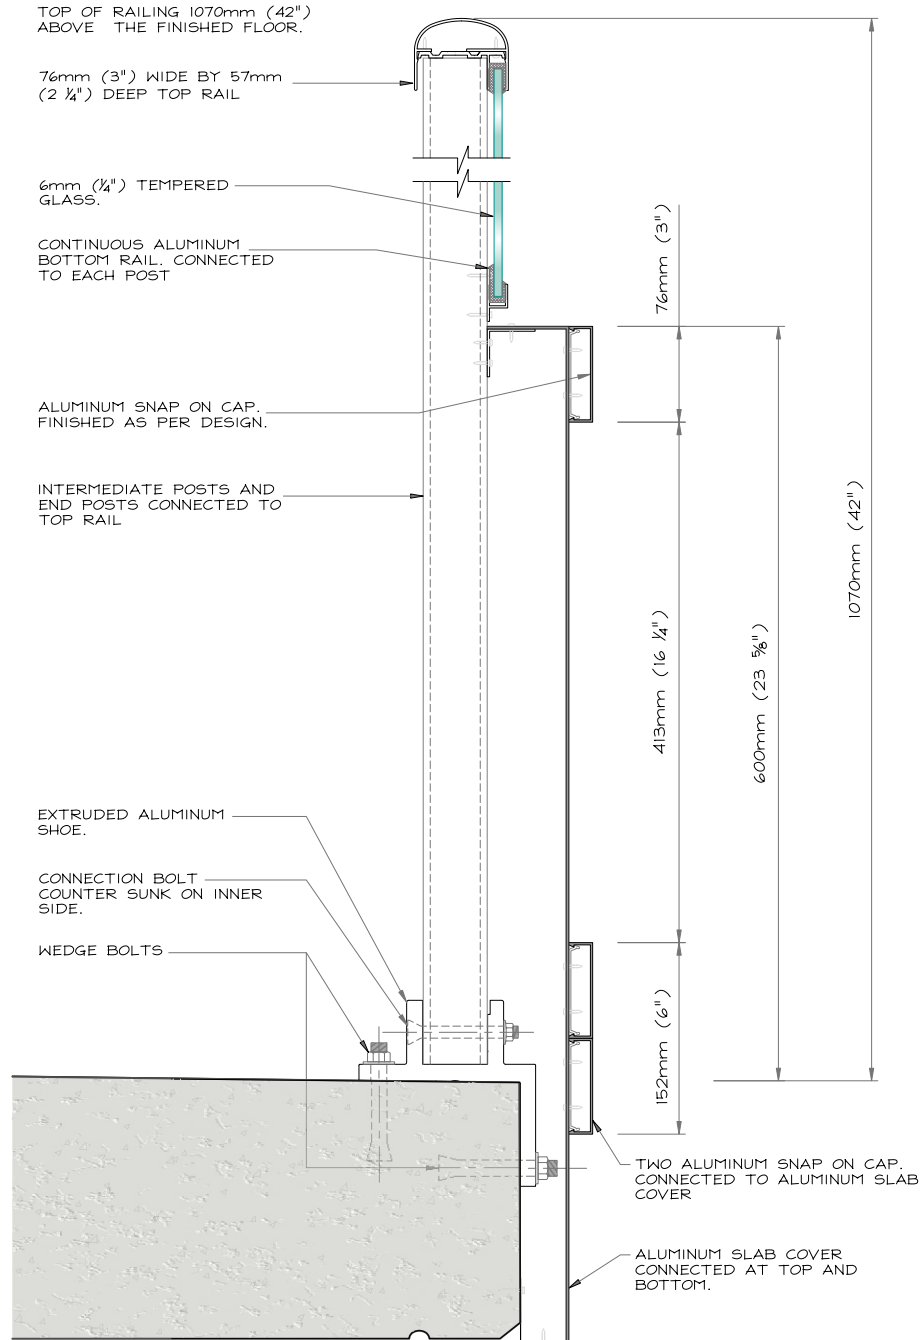 TOP OF RAILING 1070mm (42")
ABOVE THE FINISHED FLOOR.
76mm (3") WIDE BY 57mm
(2 ¼") DEEP TOP RAIL
6mm (¼") TEMPERED
GLASS.
CONTINUOUS ALUMINUM
BOTTOM RAIL. CONNECTED
TO EACH POST
ALUMINUM SNAP ON CAP.
FINISHED AS PER DESIGN.
INTERMEDIATE POSTS AND
END POSTS CONNECTED TO
TOP RAIL
EXTRUDED ALUMINUM
SHOE.
CONNECTION BOLT
COUNTER SUNK ON INNER
SIDE.
WEDGE BOLTS
76mm (3")
413mm (16 ¼")
152mm (6")
600mm (23 ⅝")
1070mm (42")
TWO ALUMINUM SNAP ON CAP.
CONNECTED TO ALUMINUM SLAB
COVER
ALUMINUM SLAB COVER
CONNECTED AT TOP AND
BOTTOM.